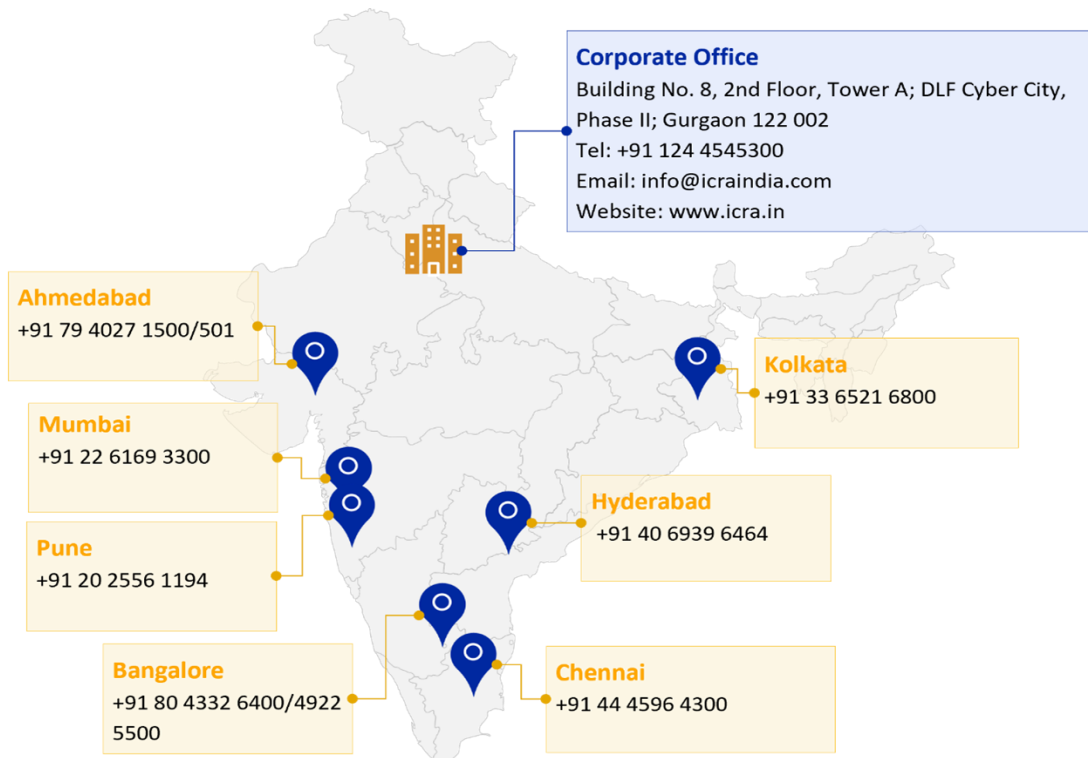 Corporate Office
Building No. 8, 2nd Floor, Tower A; DLF Cyber City,
Phase II; Gurgaon 122 002
Tel: +91 124 4545300
Email: info@icraindia.com
Website: www.icra.in
Ahmedabad
+91 79 4027 1500/501
Kolkata
+91 33 6521 6800
Mumbai
+91 22 6169 3300
Hyderabad
+91 40 6939 6464
Pune
+91 20 2556 1194
Bangalore
+91 80 4332 6400/4922
5500
Chennai
+91 44 4596 4300